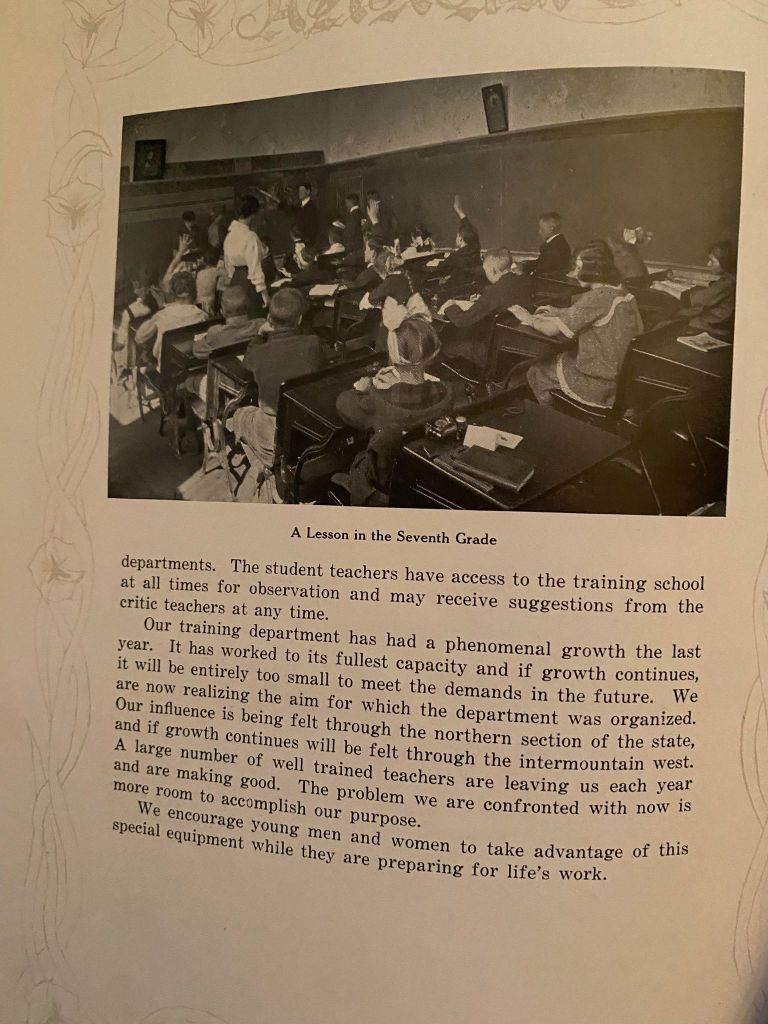 A Lesson in the Seventh Grade
departments. The student teachers have access to the training school
at all times for observation and may receive suggestions from the
critic teachers at any time.
Our training department has had a phenomenal growth the last
year. It has worked to its fullest capacity and if growth continues,
it will be entirely too small to meet the demands in the future. We
are now realizing the aim for which the department was organized.
Our influence is being felt through the northern section of the state,
and if growth continues will be felt through the intermountain west.
A large number of well trained teachers are leaving us each year
and are making good. The problem we are confronted with now is
more room to accomplish our purpose.
We encourage young men and women to take advantage of this
special equipment while they are preparing for life's work.